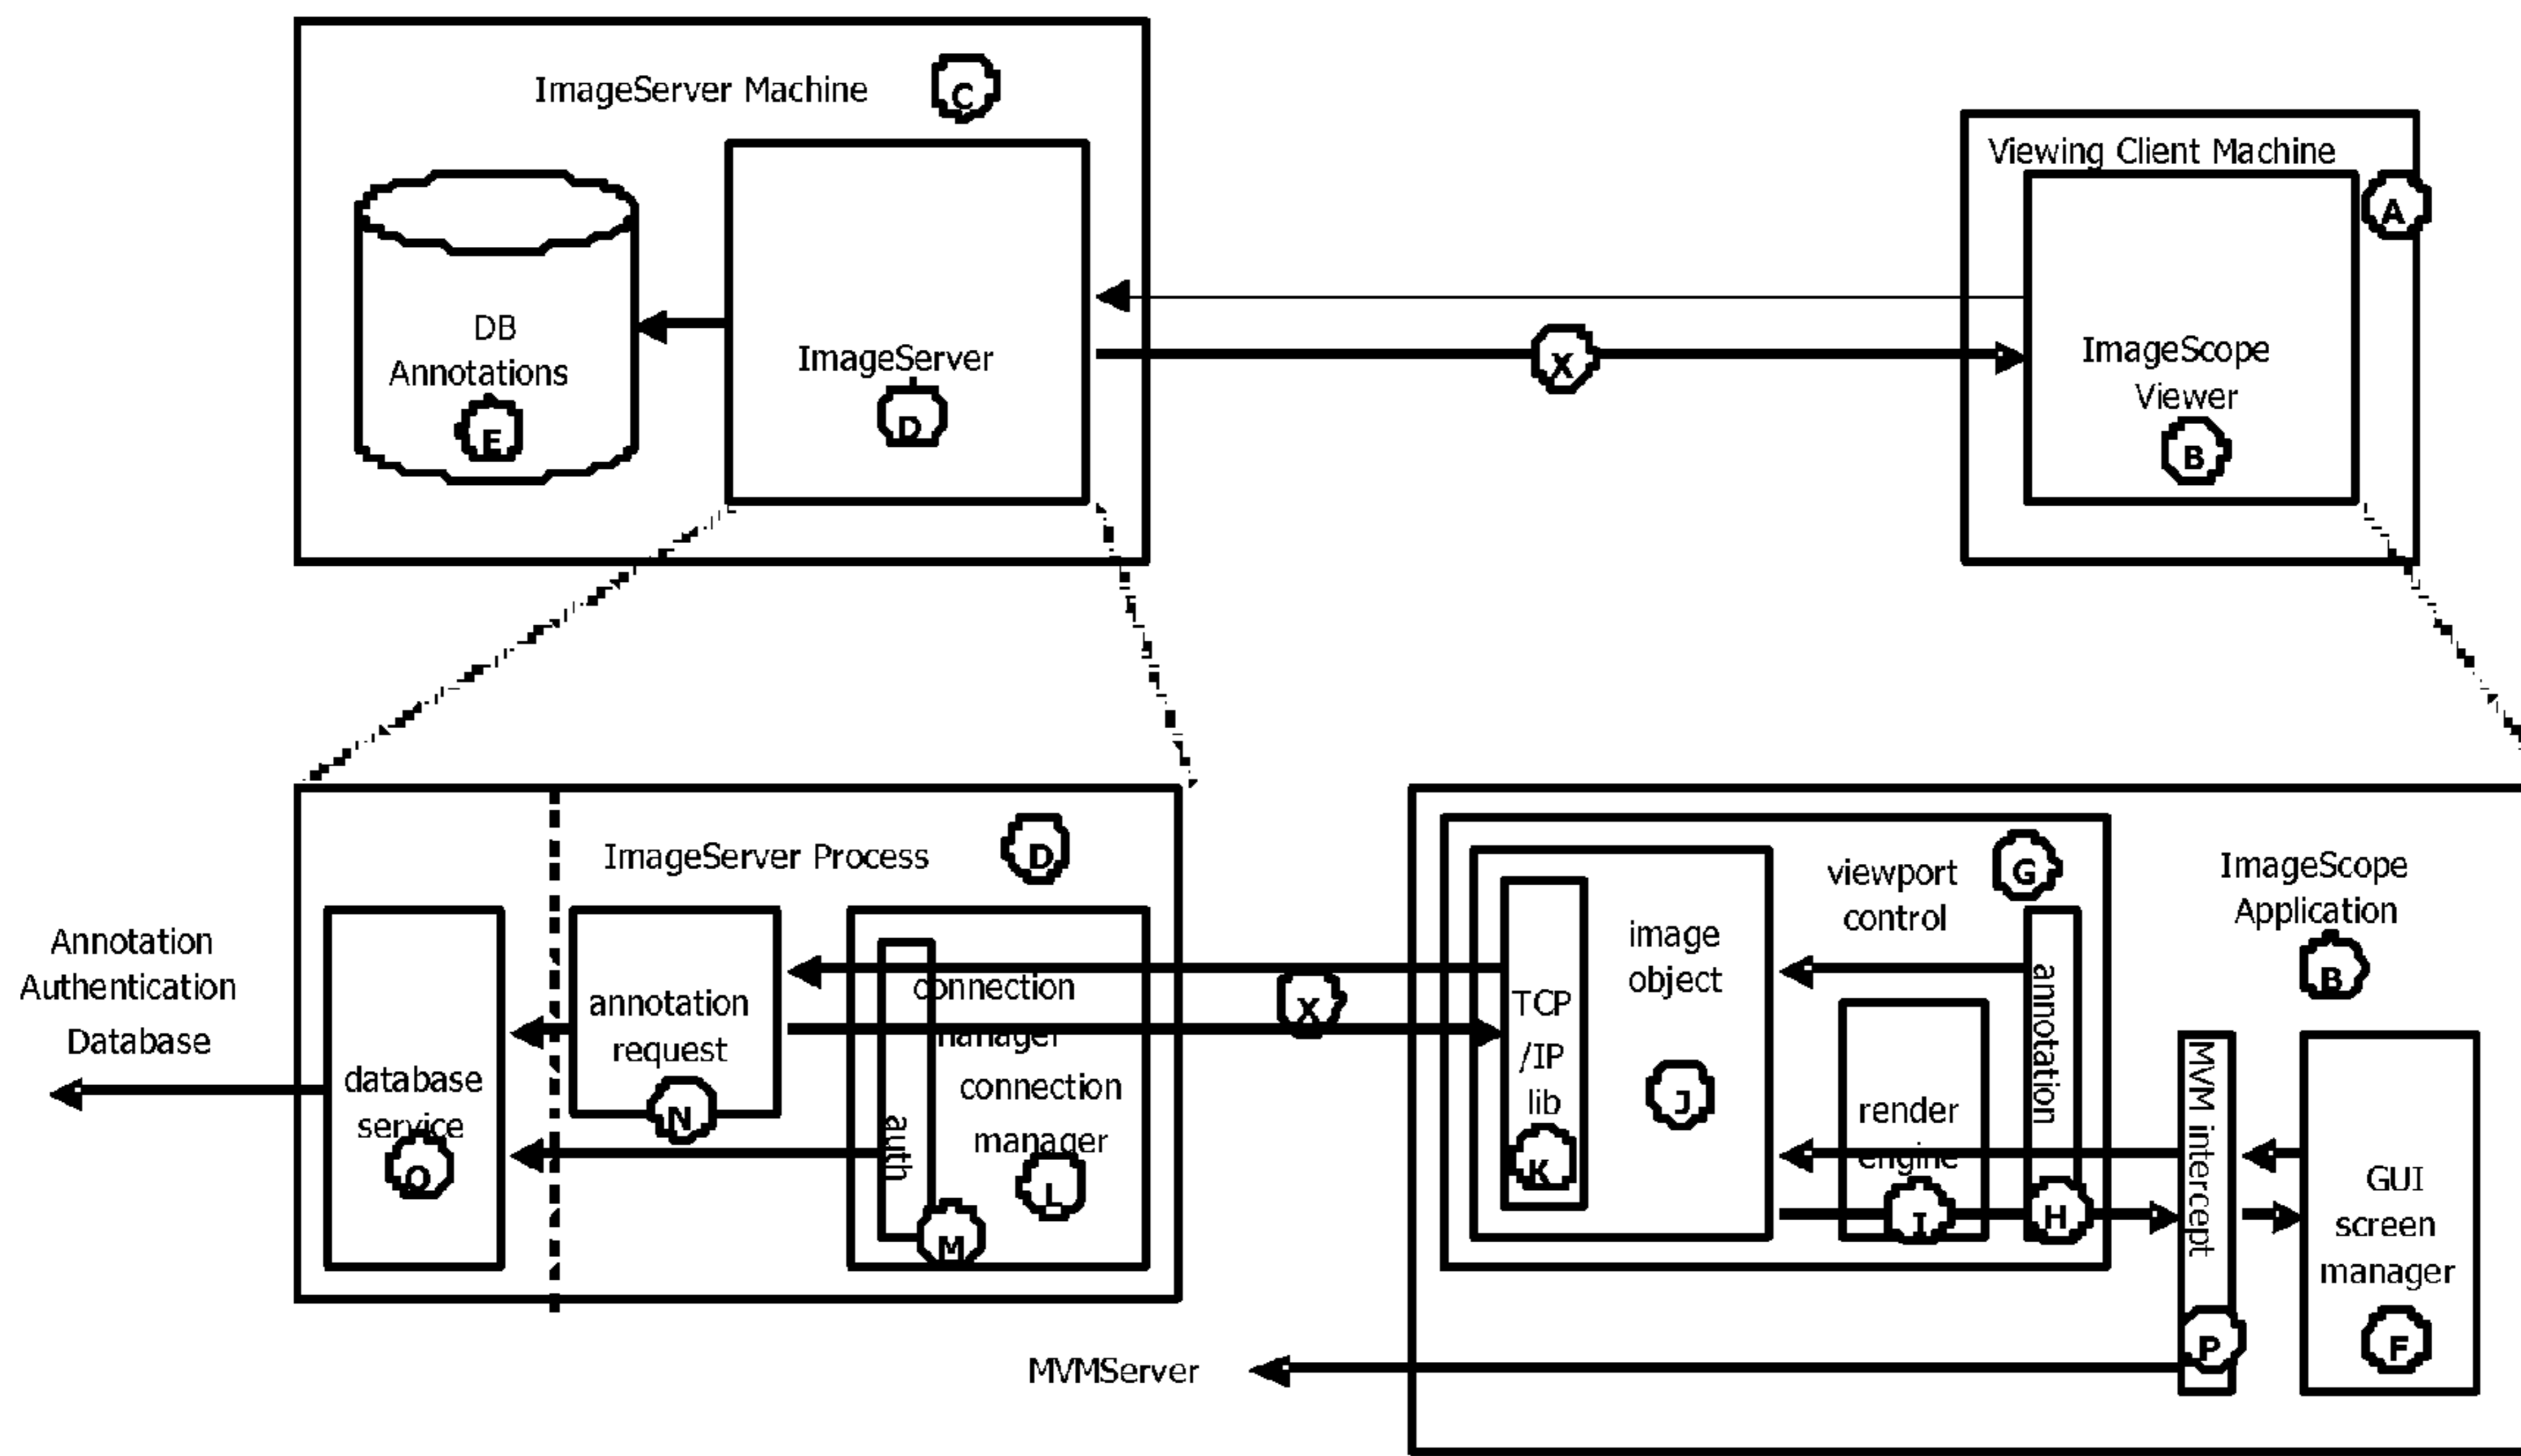 ImageServer Machine
C
Viewing Client Machine
A
DB
Annotations
E
ImageServer
D
X
ImageScope
Viewer
B
ImageServer Process
D
Annotation
Authentication
Database
database
service
O
annotation
request
N
connection
manager
connection
manager
L
auth
M
X
TCP
/IP
lib
K
image
object
J
viewport
control
G
annotation
H
render
engine
I
ImageScope
Application
B
MVM intercept
P
GUI
screen
manager
F
MVMServer